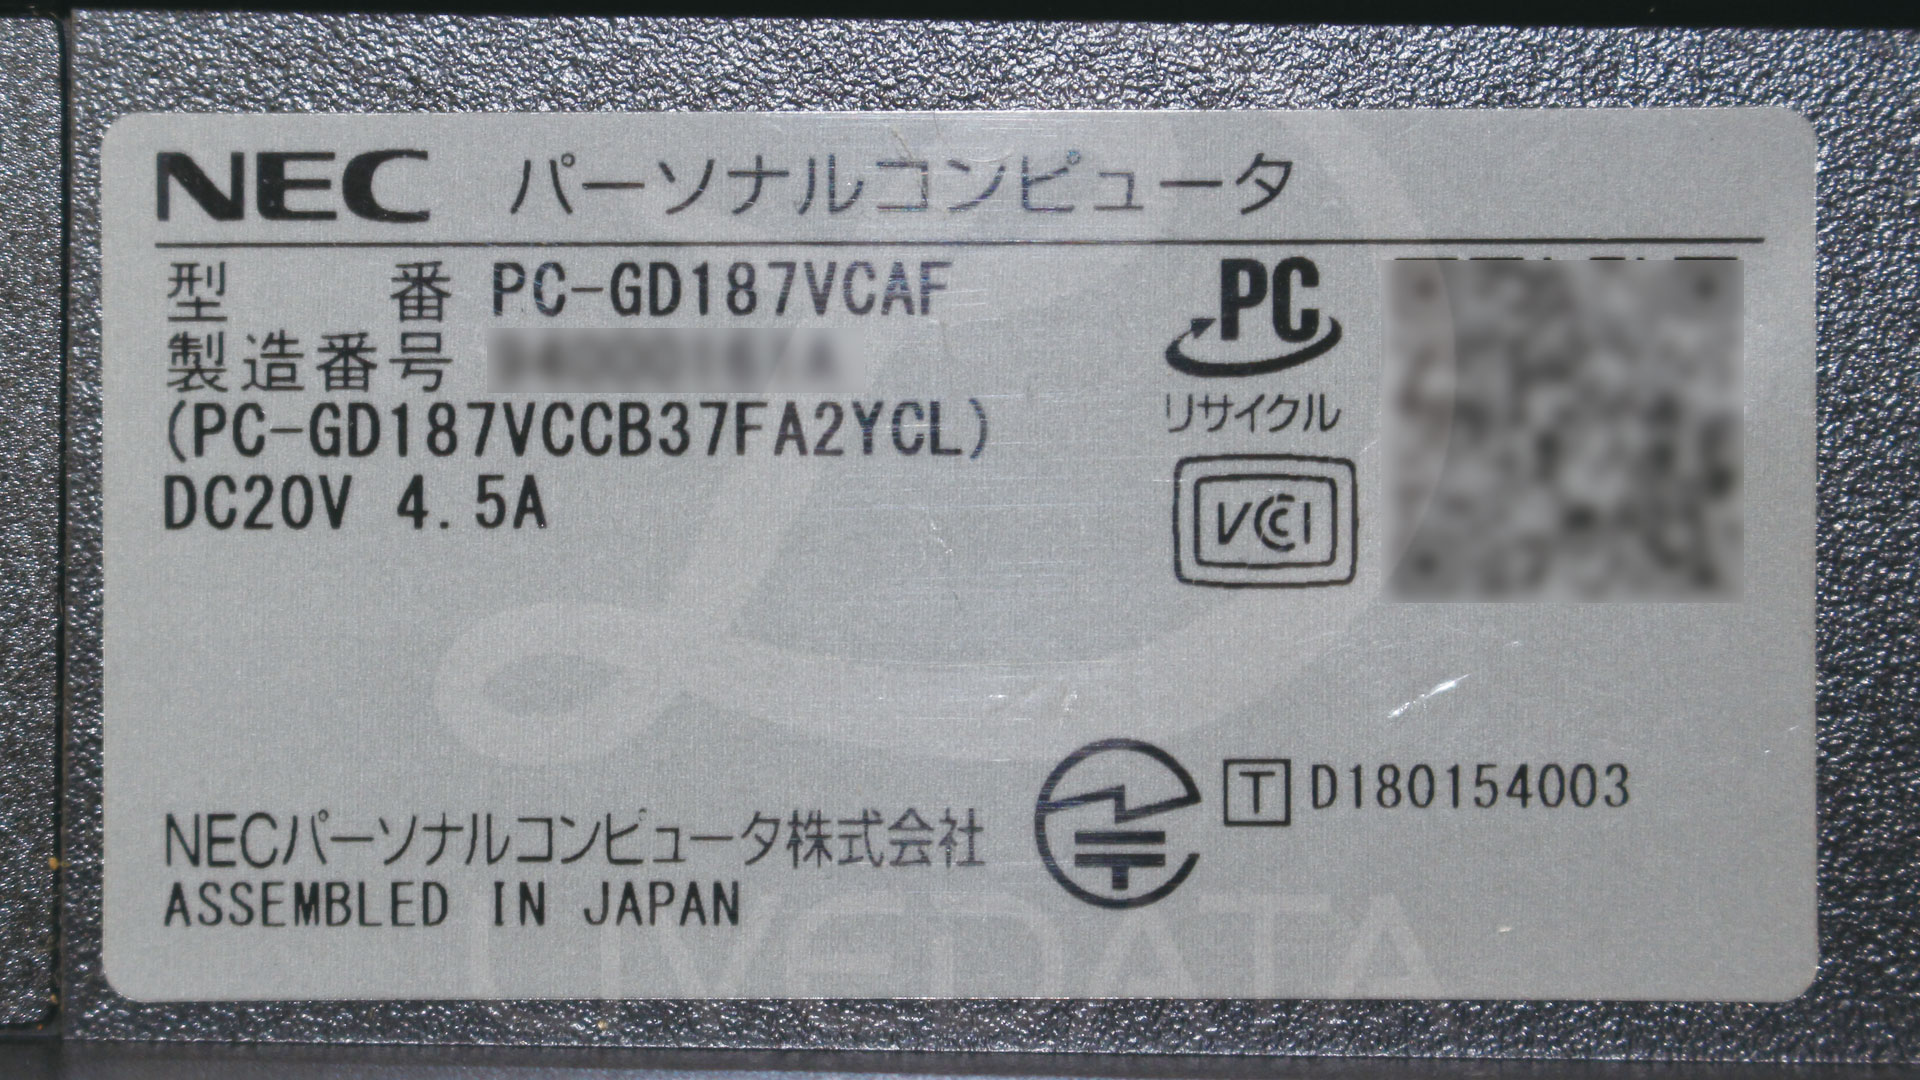 NEC パーソナルコンピュータ
型 番 PC-GD187VCAF
製造番号
(PC-GD187VCCB37FA2YCL)
DC20V 4.5A
PC
リサイクル
VCCI
T D180154003
NECパーソナルコンピュータ株式会社
ASSEMBLED IN JAPAN
LIVEDATA